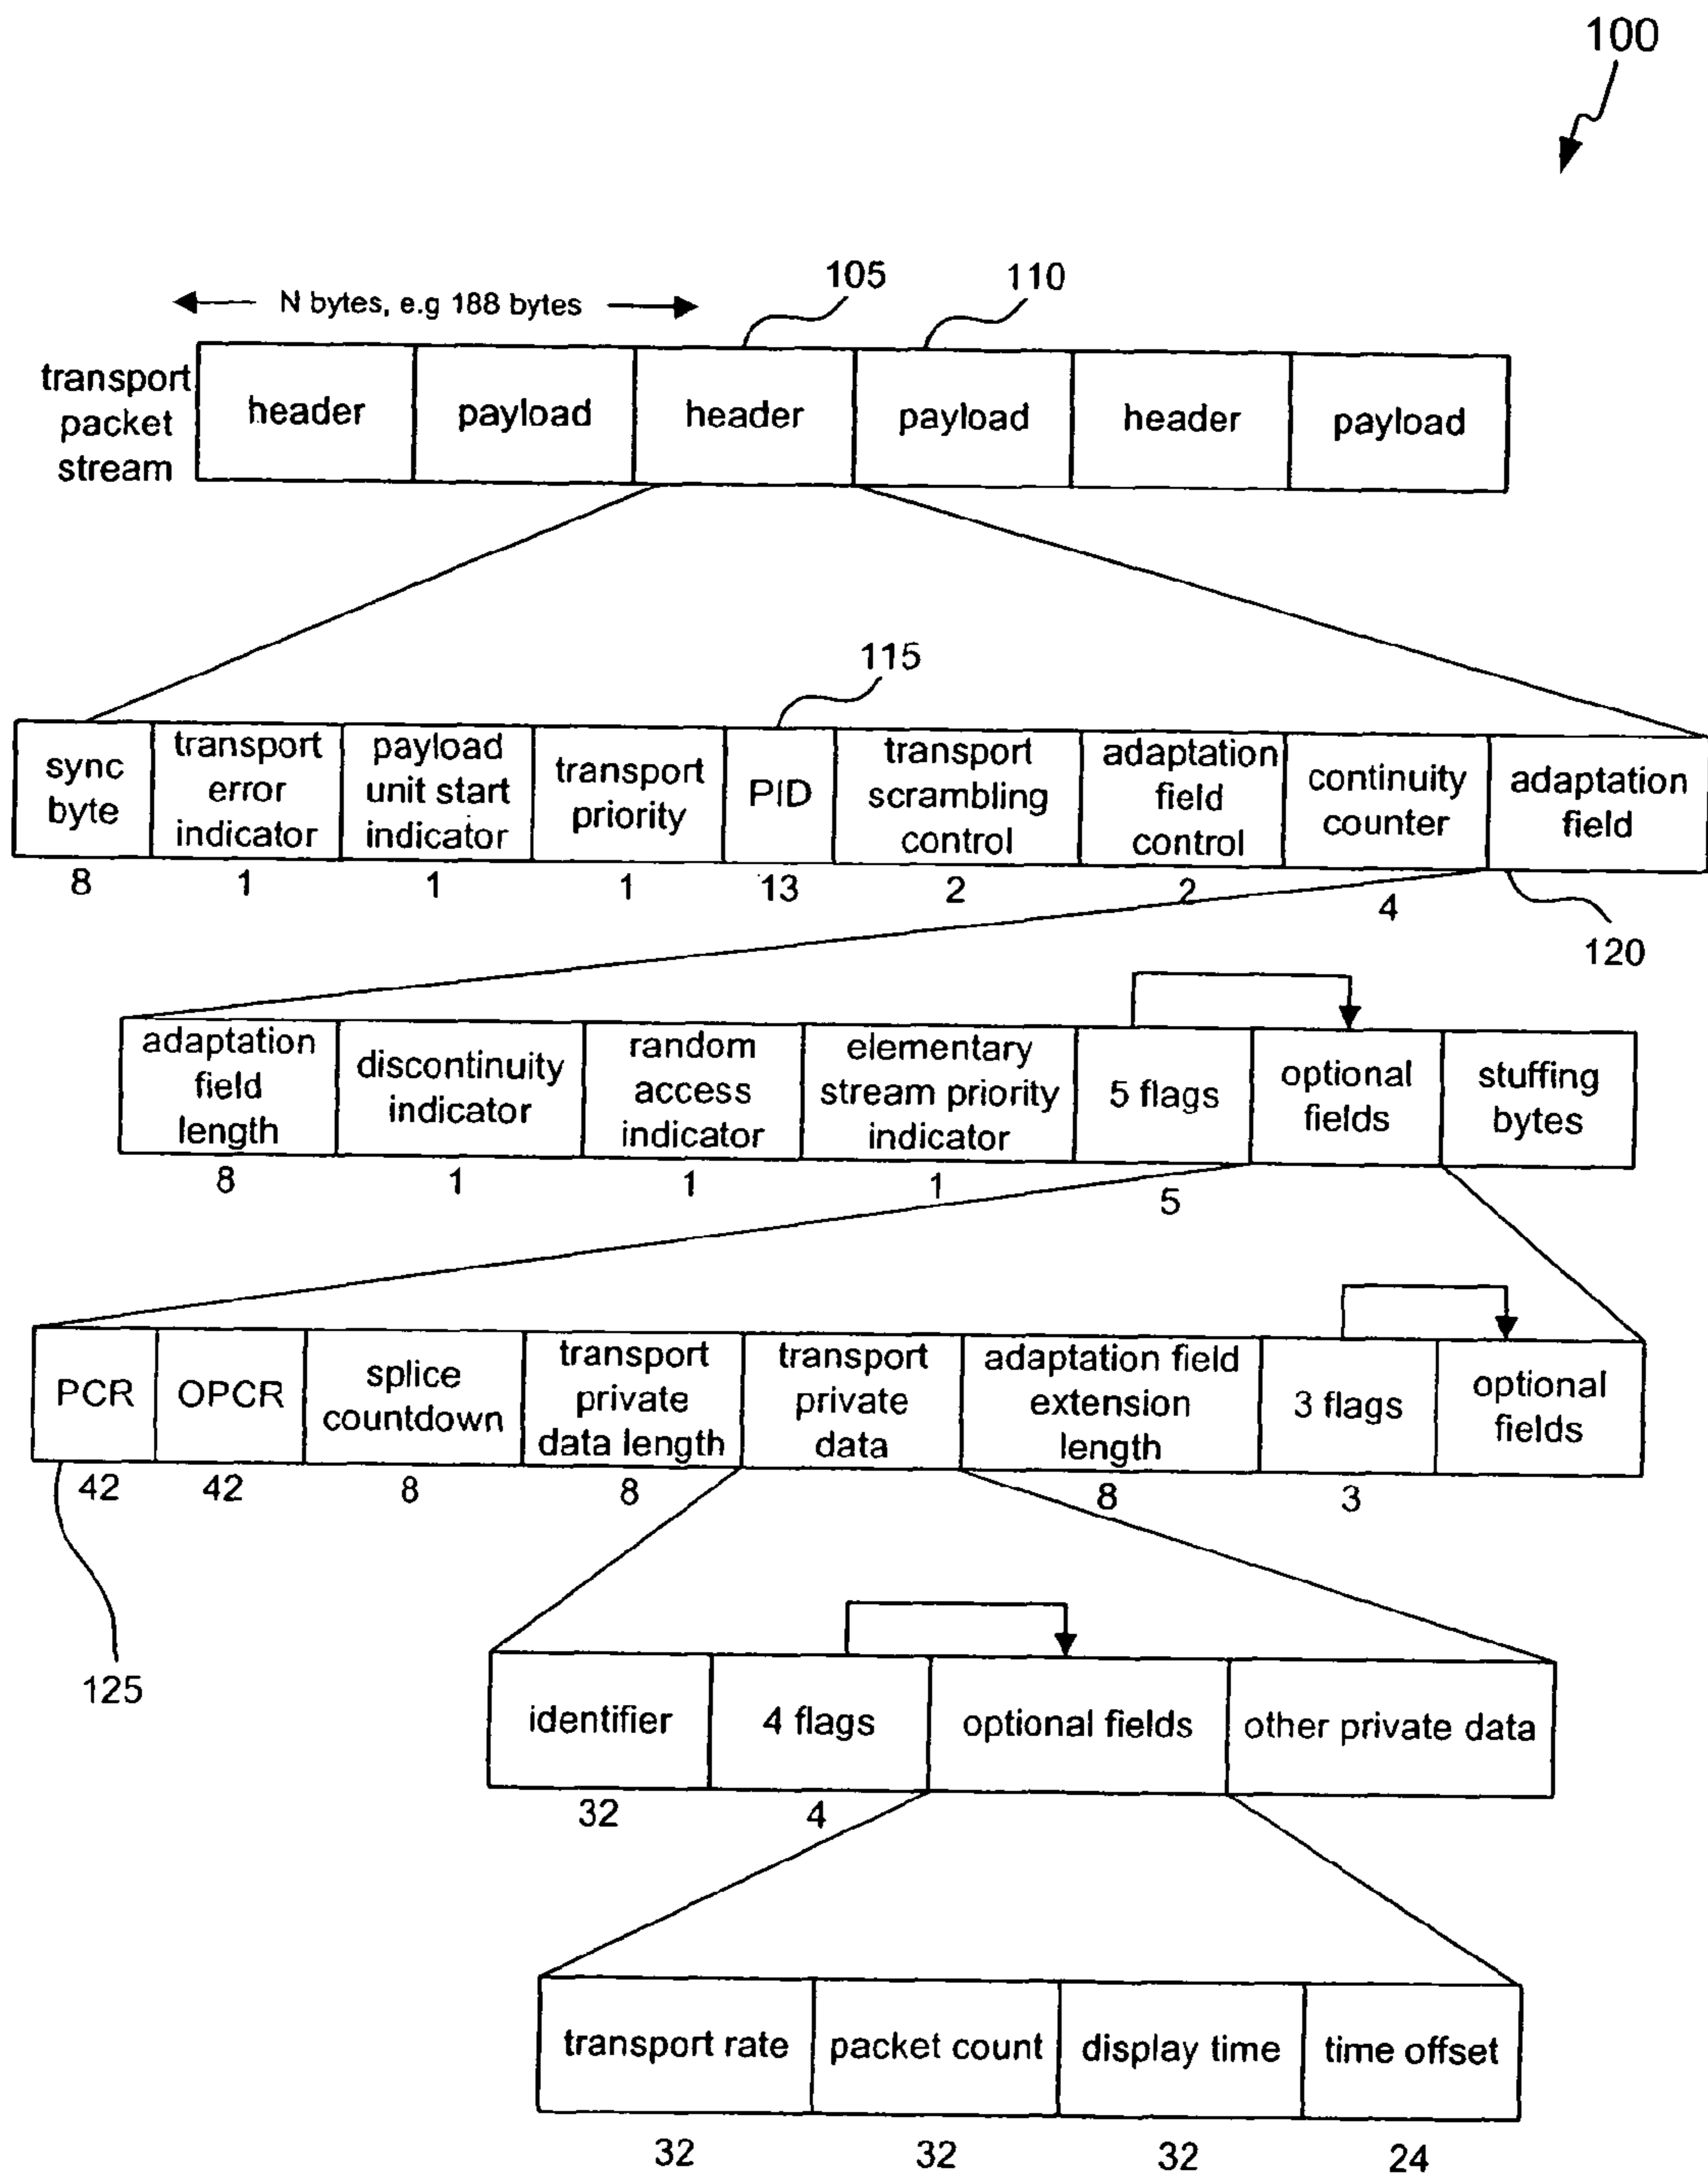 100
105
110
N bytes, e.g 188 bytes
transport
packet
stream
header
payload
header
payload
header
payload
115
sync
byte
transport
error
indicator
payload
unit start
indicator
transport
priority
PID
transport
scrambling
control
adaptation
field
control
continuity
counter
adaptation
field
8
1
1
1
13
2
2
4
120
adaptation
field
length
discontinuity
indicator
random
access
indicator
elementary
stream priority
indicator
5 flags
optional
fields
stuffing
bytes
8
1
1
1
5
PCR
OPCR
splice
countdown
transport
private
data length
transport
private
data
adaptation field
extension
length
3 flags
optional
fields
42
42
8
8
8
3
125
identifier
4 flags
optional fields
other private data
32
4
transport rate
packet count
display time
time offset
32
32
32
24